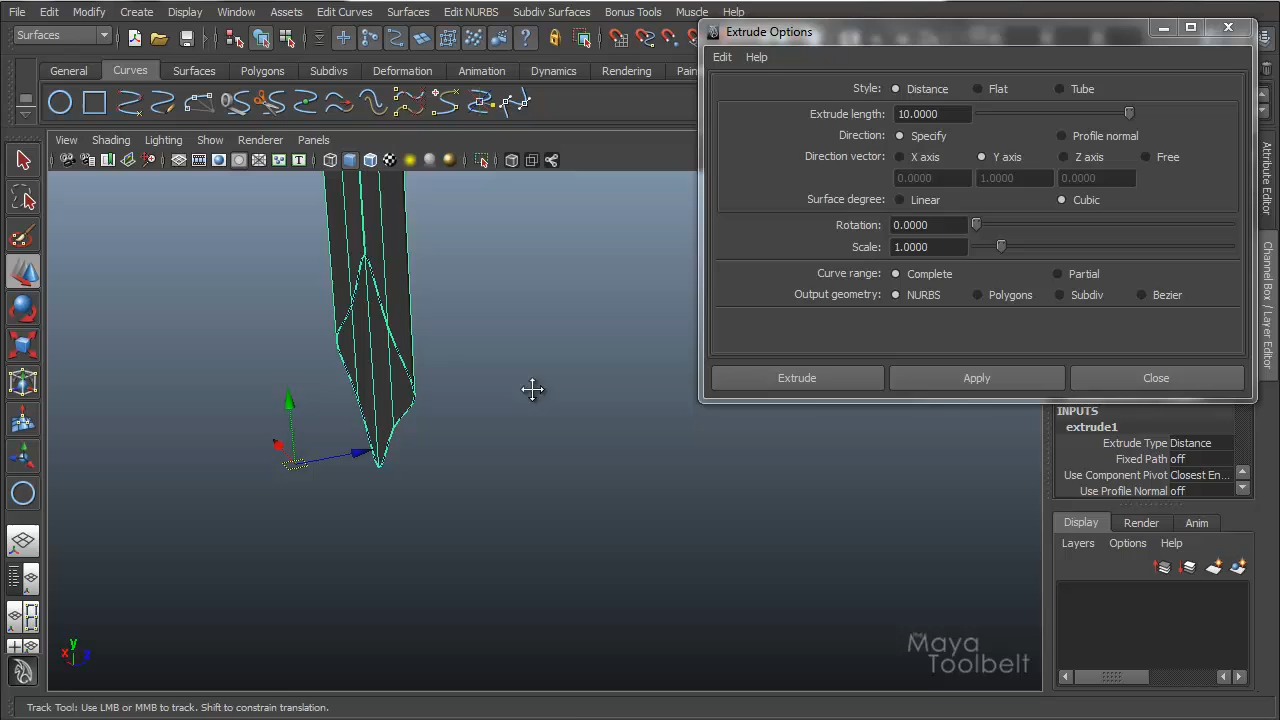 File Edit Modify Create Display Window Assets Edit Curves Surfaces Edit NURBS Subdiv Surfaces Bonus Tools Muscle Help
Surfaces
General Curves Surfaces Polygons Subdivs Deformation Animation Dynamics Rendering
View Shading Lighting Show Renderer Panels
Extrude Options
Edit Help
Style: Distance Flat Tube
Extrude length: 10.0000
Direction: Specify Profile normal
Direction vector: X axis Y axis Z axis Free
0.0000 1.0000 0.0000
Surface degree: Linear Cubic
Rotation: 0.0000
Scale: 1.0000
Curve range: Complete Partial
Output geometry: NURBS Polygons Subdiv Bezier
Extrude Apply Close
Attribute Editor
Channel Box / Layer Editor
INPUTS
extrude1
Extrude Type Distance
Fixed Path off
Use Component Pivot Closest En...
Use Profile Normal off
Display Render Anim
Layers Options Help
y
x z
the Maya
Toolbelt
Track Tool: Use LMB or MMB to track. Shift to constrain translation.